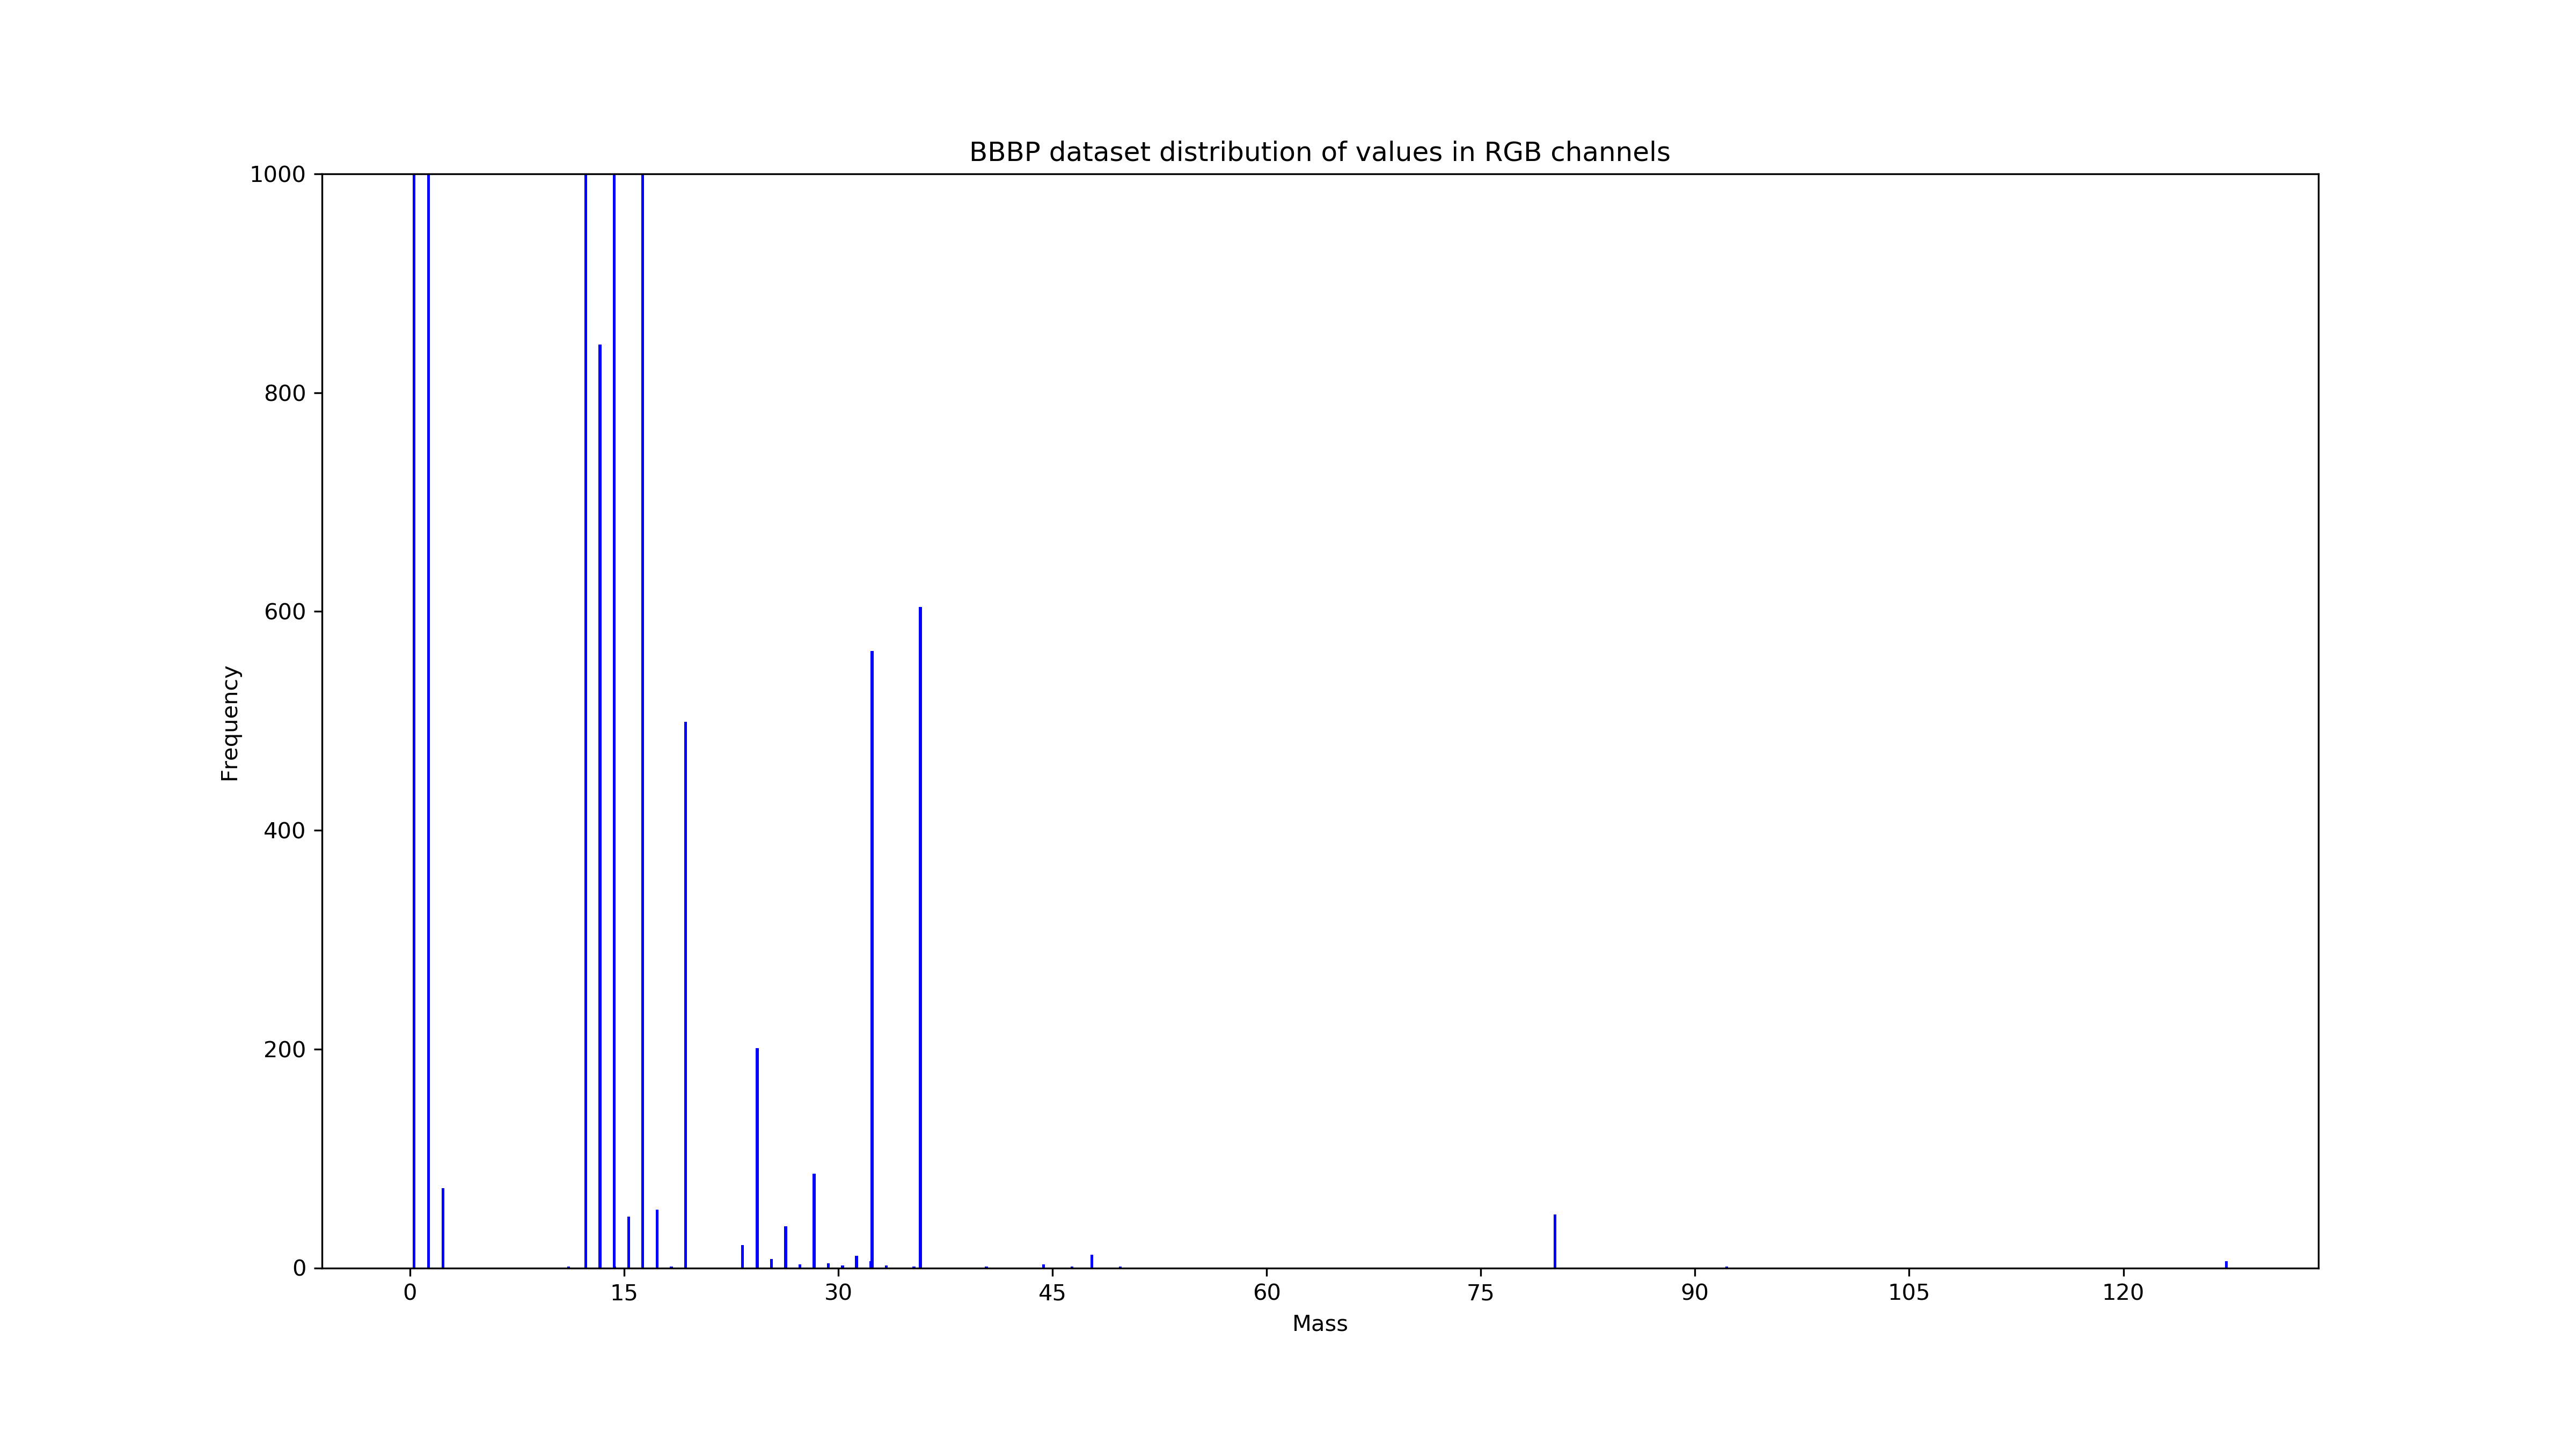 BBBP dataset distribution of values in RGB channels
1000
800
600
400
200
0
Frequency
0 15 30 45 60 75 90 105 120
Mass